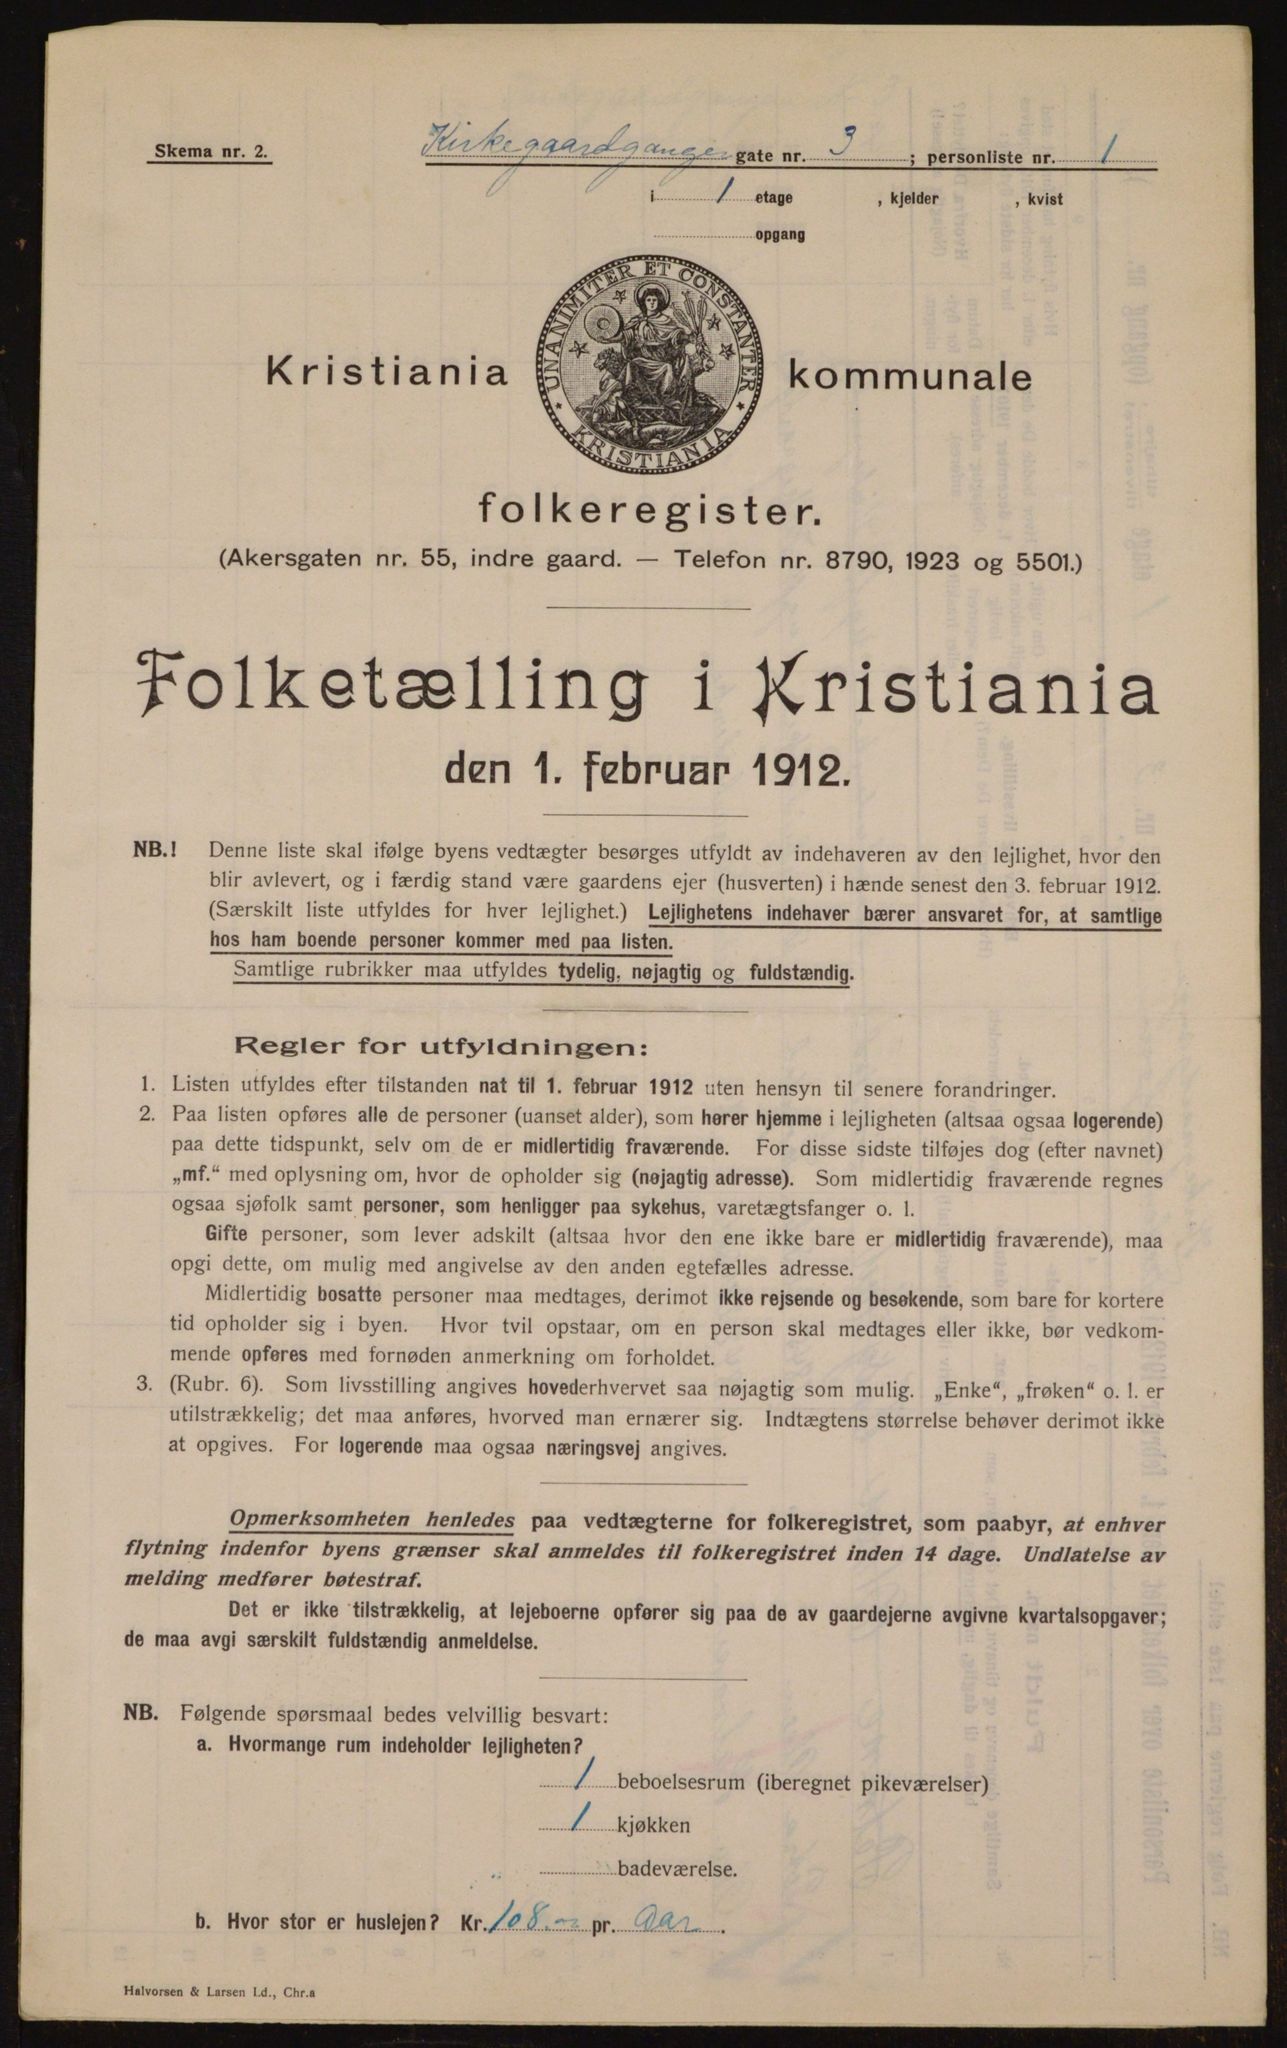 Skema nr. 2.
Kirkegaardgangen gate nr. 3 ; personliste nr. 1
i 1 etage , kjelder , kvist
opgang
UNANIMITER ET CONSTANTER
KRISTIANIA
Kristiania kommunale
folkeregister.
(Akersgaten nr. 55, indre gaard. — Telefon nr. 8790, 1923 og 5501.)
Folketælling i Kristiania
den 1. februar 1912.
NB.! Denne liste skal ifølge byens vedtægter besørges utfyldt av indehaveren av den lejlighet, hvor den
blir avlevert, og i færdig stand være gaardens ejer (husverten) i hænde senest den 3. februar 1912.
(Særskilt liste utfyldes for hver lejlighet.) Lejlighetens indehaver bærer ansvaret for, at samtlige
hos ham boende personer kommer med paa listen.
Samtlige rubrikker maa utfyldes tydelig, nøjagtig og fuldstændig.
Regler for utfyldningen:
1. Listen utfyldes efter tilstanden nat til 1. februar 1912 uten hensyn til senere forandringer.
2. Paa listen opføres alle de personer (uanset alder), som hører hjemme i lejligheten (altsaa ogsaa logerende)
paa dette tidspunkt, selv om de er midlertidig fraværende. For disse sidste tilføjes dog (efter navnet)
„mf.“ med oplysning om, hvor de opholder sig (nøjagtig adresse). Som midlertidig fraværende regnes
ogsaa sjøfolk samt personer, som henligger paa sykehus, varetægtsfanger o. l.
Gifte personer, som lever adskilt (altsaa hvor den ene ikke bare er midlertidig fraværende), maa
opgi dette, om mulig med angivelse av den anden egtefælles adresse.
Midlertidig bosatte personer maa medtages, derimot ikke rejsende og besøkende, som bare for kortere
tid opholder sig i byen. Hvor tvil opstaar, om en person skal medtages eller ikke, bør vedkom-
mende opføres med fornøden anmerkning om forholdet.
3. (Rubr. 6). Som livsstilling angives hovederhvervet saa nøjagtig som mulig. „Enke“, „frøken“ o. l. er
utilstrækkelig; det maa anføres, hvorved man ernærer sig. Indtægtens størrelse behøver derimot ikke
at opgives. For logerende maa ogsaa næringsvej angives.
Opmerksomheten henledes paa vedtægterne for folkeregistret, som paabyr, at enhver
flytning indenfor byens grænser skal anmeldes til folkeregistret inden 14 dage. Undlatelse av
melding medfører bøtestraf.
Det er ikke tilstrækkelig, at lejeboerne opfører sig paa de av gaardejerne avgivne kvartalsopgaver;
de maa avgi særskilt fuldstændig anmeldelse.
NB. Følgende spørsmaal bedes velvillig besvart:
a. Hvormange rum indeholder lejligheten?
1 beboelsesrum (iberegnet pikeværelser)
1 kjøkken
badeværelse.
b. Hvor stor er huslejen? Kr. 108.- pr. Aar.
Halvorsen & Larsen Ld., Chr.a